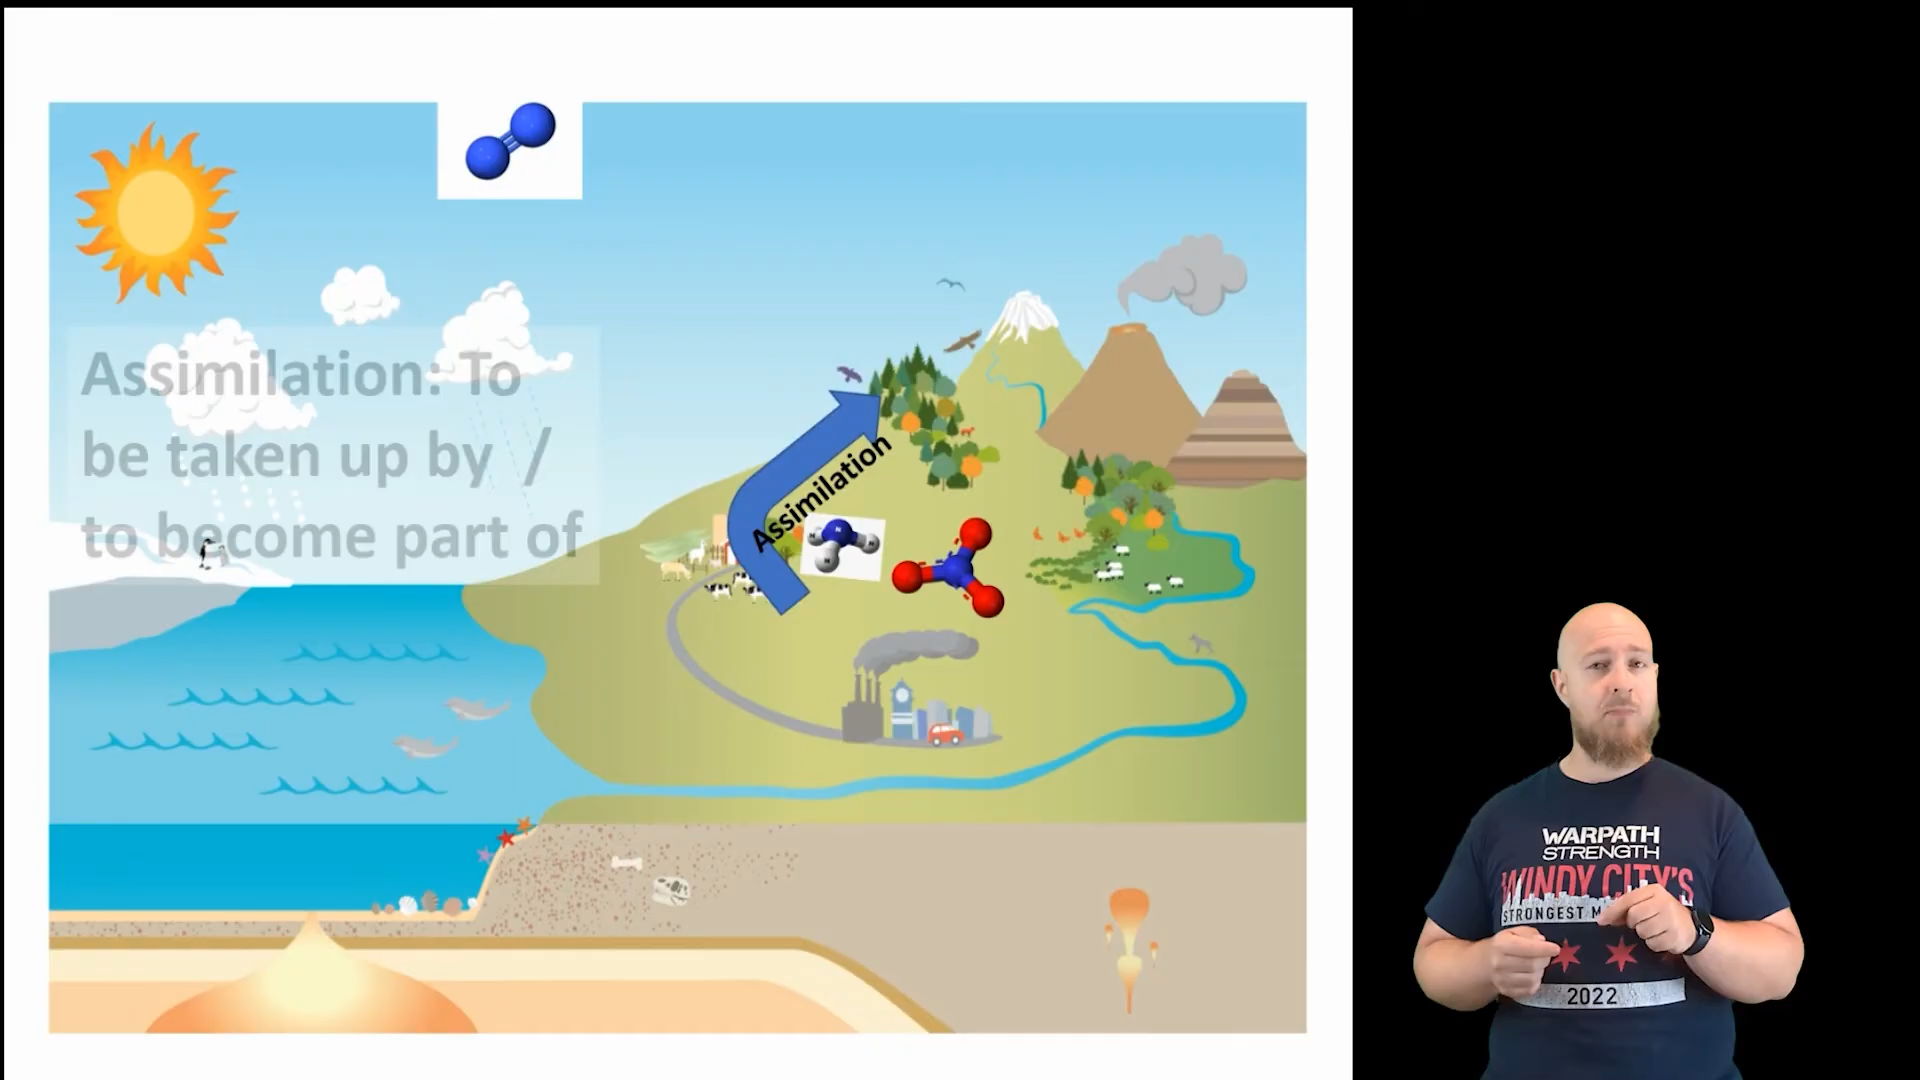 Assimilation: To
be taken up by /
to become part of
Assimilation
N
H
H
H
WARPATH
STRENGTH
WINDY CITY'S
STRONGEST M
2022